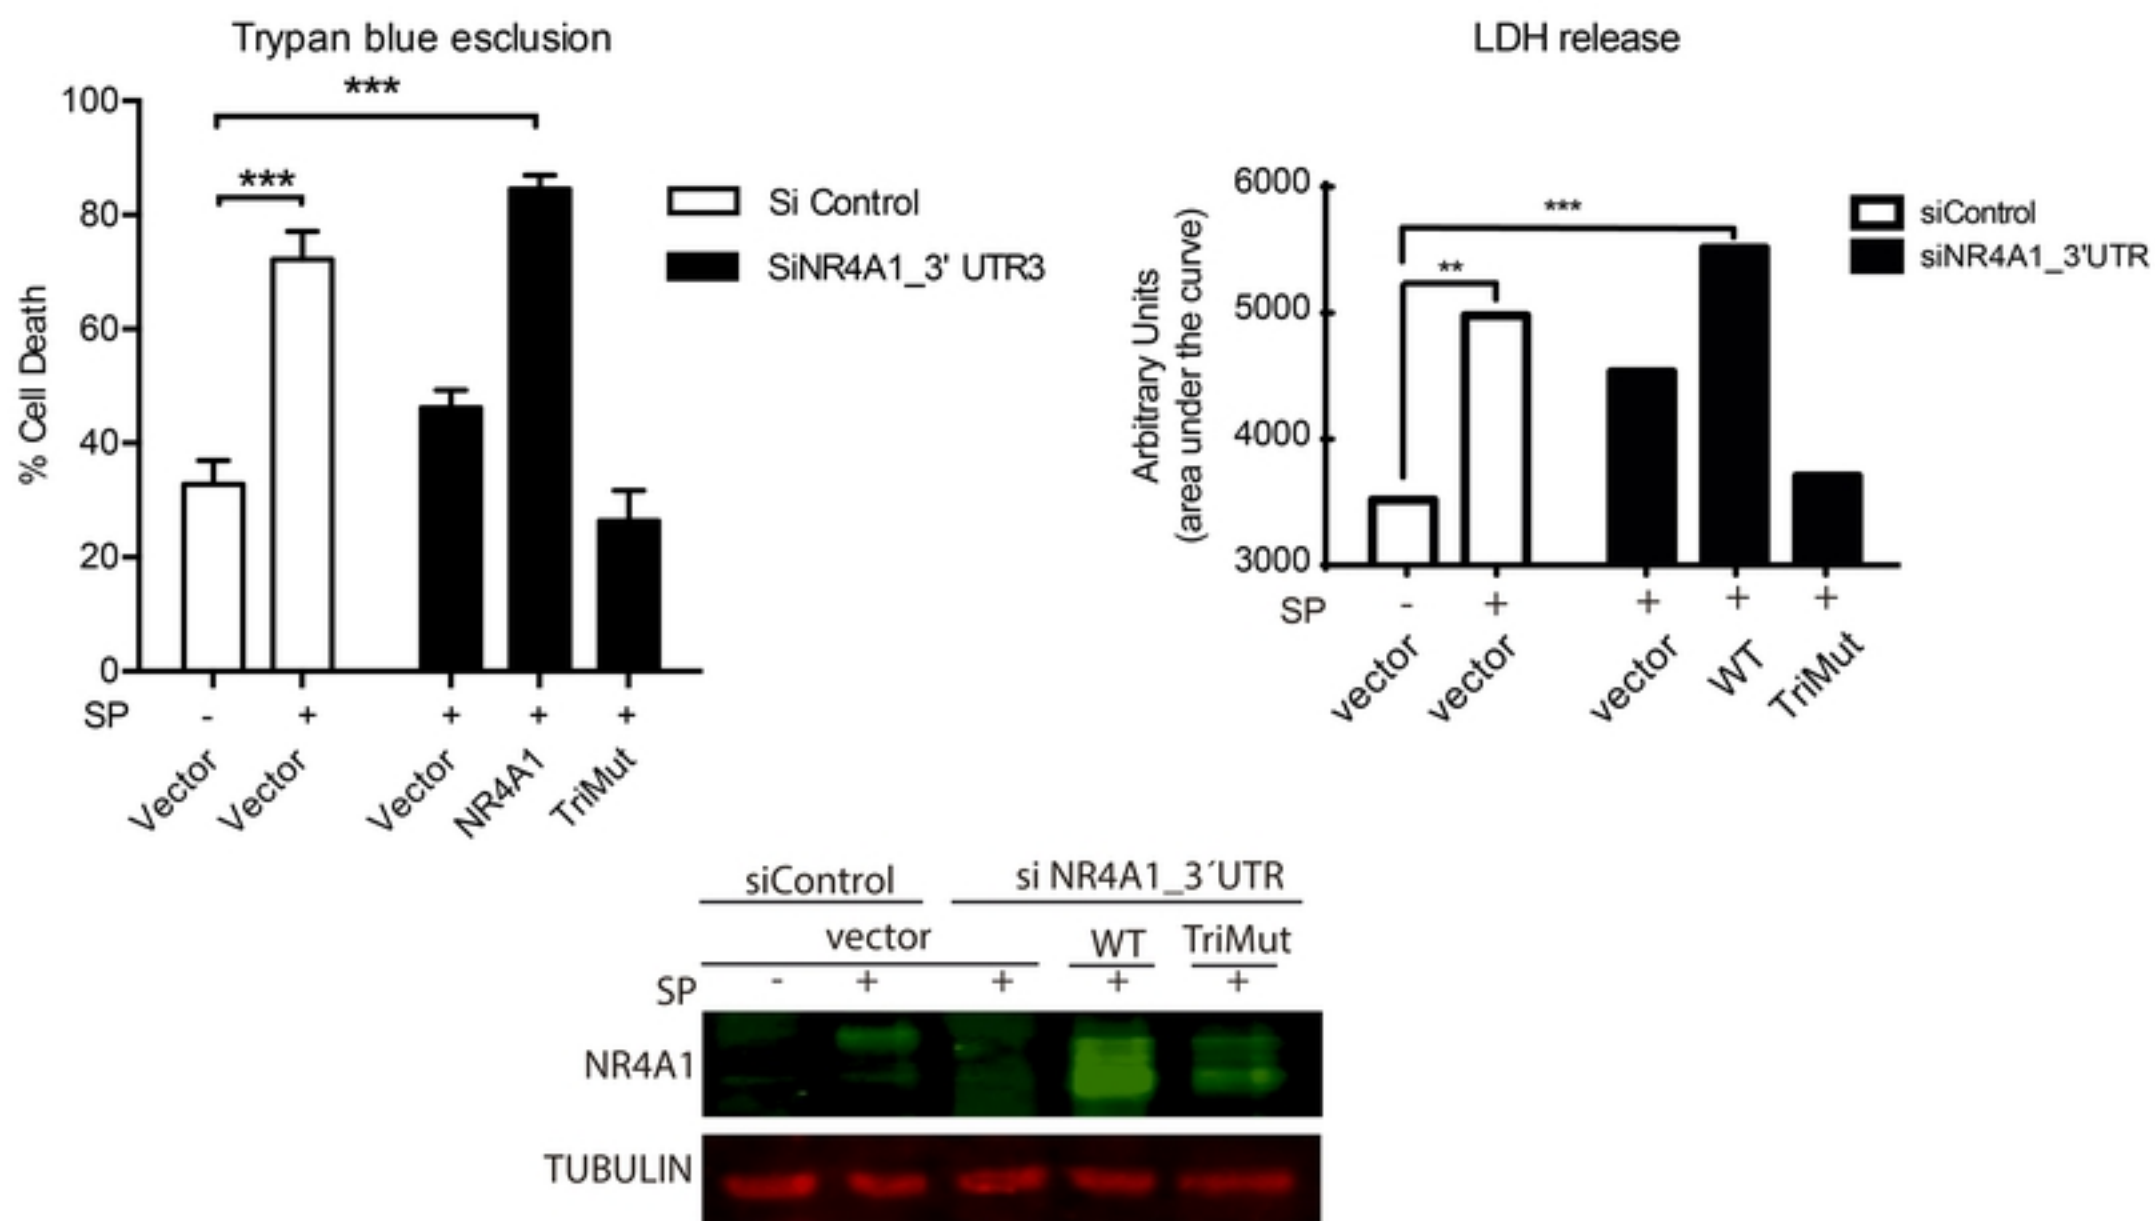 Trypan blue esclusion
***
***
100
80
60
40
20
0
% Cell Death
Si Control
SiNR4A1_3' UTR3
SP - + + + +
Vector Vector Vector NR4A1 TriMut
LDH release
***
**
6000
5000
4000
3000
Arbitrary Units
(area under the curve)
siControl
siNR4A1_3'UTR
SP - + + + +
vector vector vector WT TriMut
siControl si NR4A1_3´UTR
vector WT TriMut
SP - + + + +
NR4A1
TUBULIN